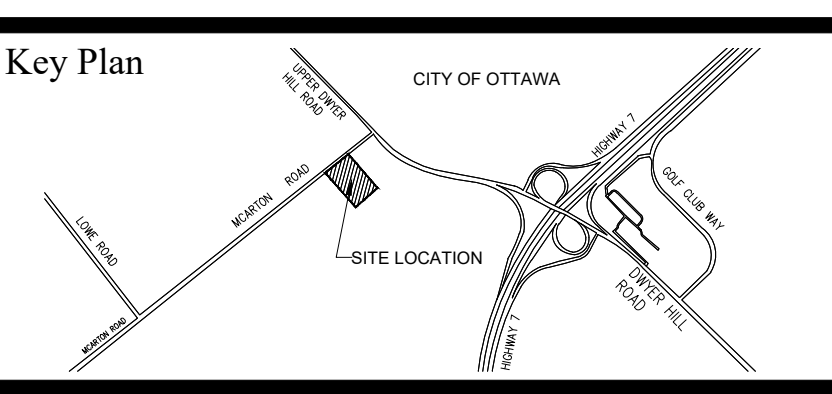 Key Plan
UPPER DWYER
HILL ROAD
CITY OF OTTAWA
HIGHWAY 7
GOLF CLUB WAY
MCARTON ROAD
LOWE ROAD
SITE LOCATION
DWYER HILL
ROAD
MCARTON ROAD
HIGHWAY 7